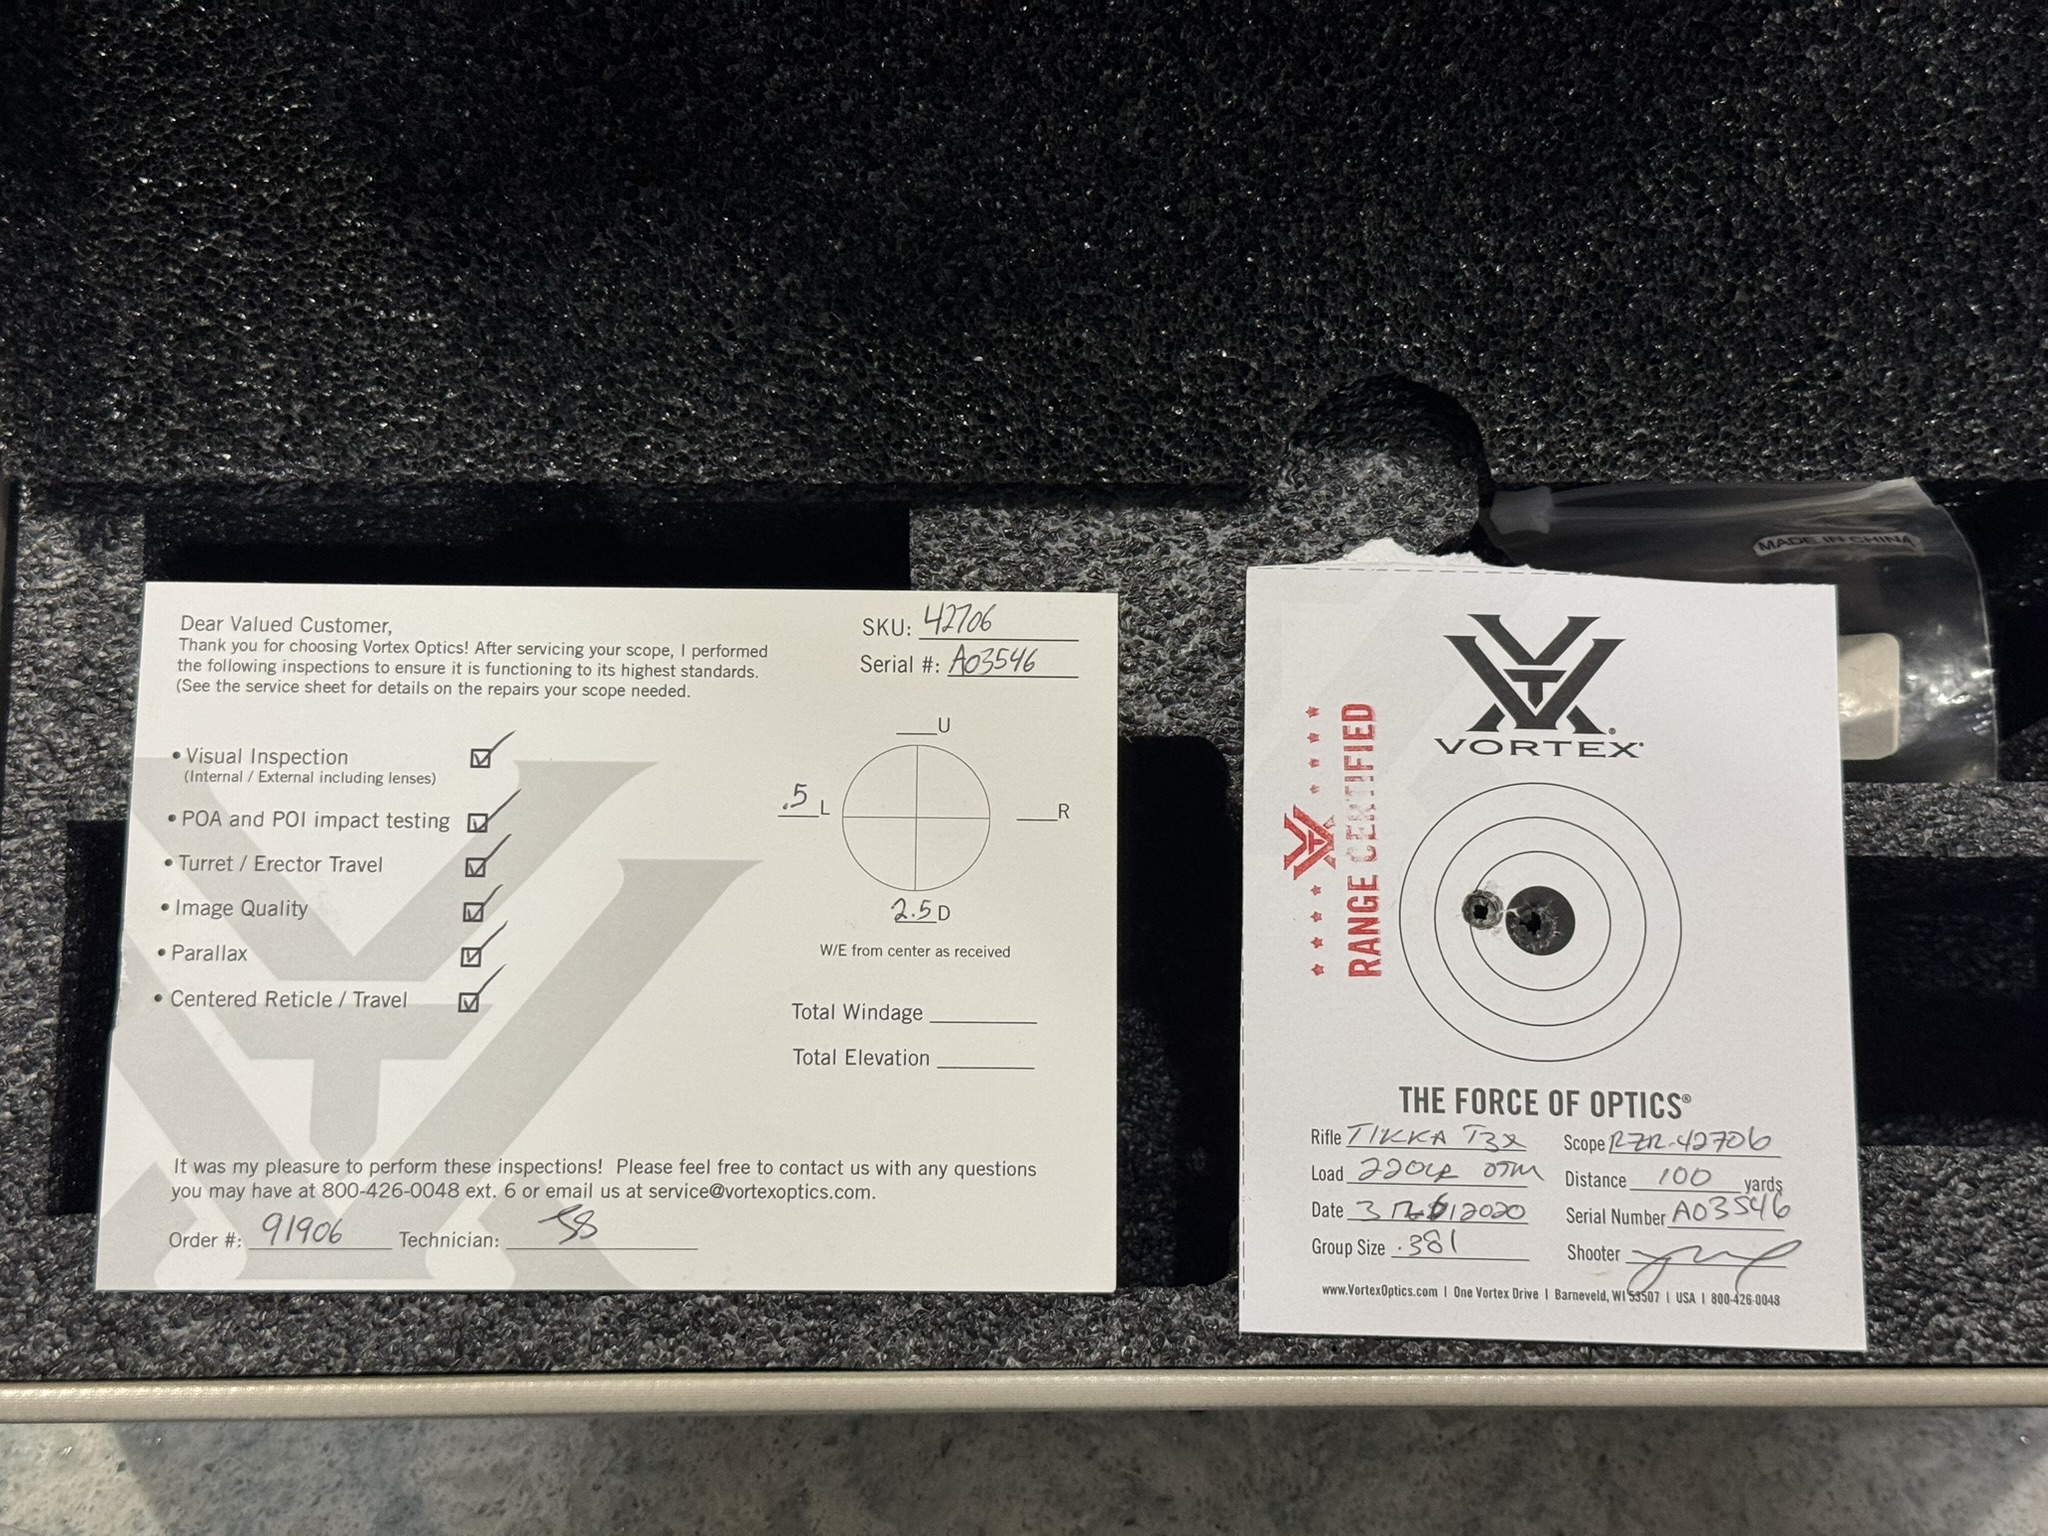 MADE IN CHINA
Dear Valued Customer,
Thank you for choosing Vortex Optics! After servicing your scope, I performed
the following inspections to ensure it is functioning to its highest standards.
(See the service sheet for details on the repairs your scope needed.
SKU: 42706
Serial #: A03546
• Visual Inspection
(Internal / External including lenses)
• POA and POI impact testing
• Turret / Erector Travel
• Image Quality
• Parallax
• Centered Reticle / Travel
U
.5 L
R
2.5 D
W/E from center as received
Total Windage
Total Elevation
It was my pleasure to perform these inspections! Please feel free to contact us with any questions
you may have at 800-426-0048 ext. 6 or email us at service@vortexoptics.com.
Order #: 91906 Technician:
VORTEX®
RANGE CERTIFIED
THE FORCE OF OPTICS®
Rifle TIKKA T3x Scope RZR-42706
Load OTM Distance 100 yards
Date 2020 Serial Number A03546
Group Size .381 Shooter
www.VortexOptics.com | One Vortex Drive | Barneveld, WI 53507 | USA | 800-426-0048